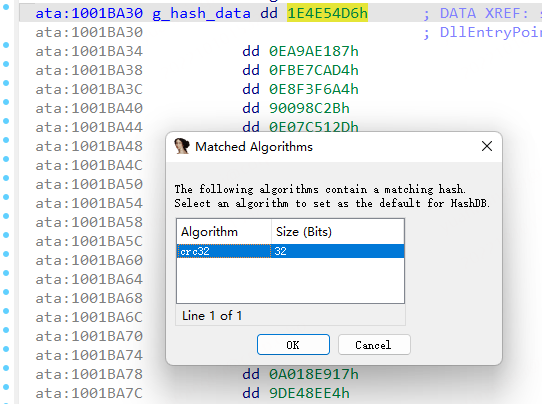 ata:1001BA30 g_hash_data dd 1E4E54D6h ; DATA XREF:
ata:1001BA30 ; DllEntryPoin
ata:1001BA34 dd 0EA9AE187h
ata:1001BA38 dd 0FBE7CAD4h
ata:1001BA3C dd 0E8F3F6A4h
ata:1001BA40 dd 90098C2Bh
ata:1001BA44 dd 0E07C512Dh
ata:1001BA48
ata:1001BA4C
ata:1001BA50
ata:1001BA54
ata:1001BA58
ata:1001BA5C
ata:1001BA60
ata:1001BA64
ata:1001BA68
ata:1001BA6C
ata:1001BA70
ata:1001BA74
ata:1001BA78 dd 0A018E917h
ata:1001BA7C dd 9DE48EE4h
Matched Algorithms
The following algorithms contain a matching hash.
Select an algorithm to set as the default for HashDB.
Algorithm Size (Bits)
crc32 32
Line 1 of 1
OK Cancel